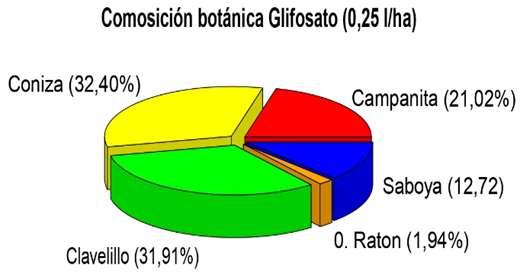 Comosición botánica Glifosato (0,25 l/ha)
Coniza (32,40%)
Campanita (21,02%)
Saboya (12,72)
0. Raton (1,94%)
Clavelillo (31,91%)